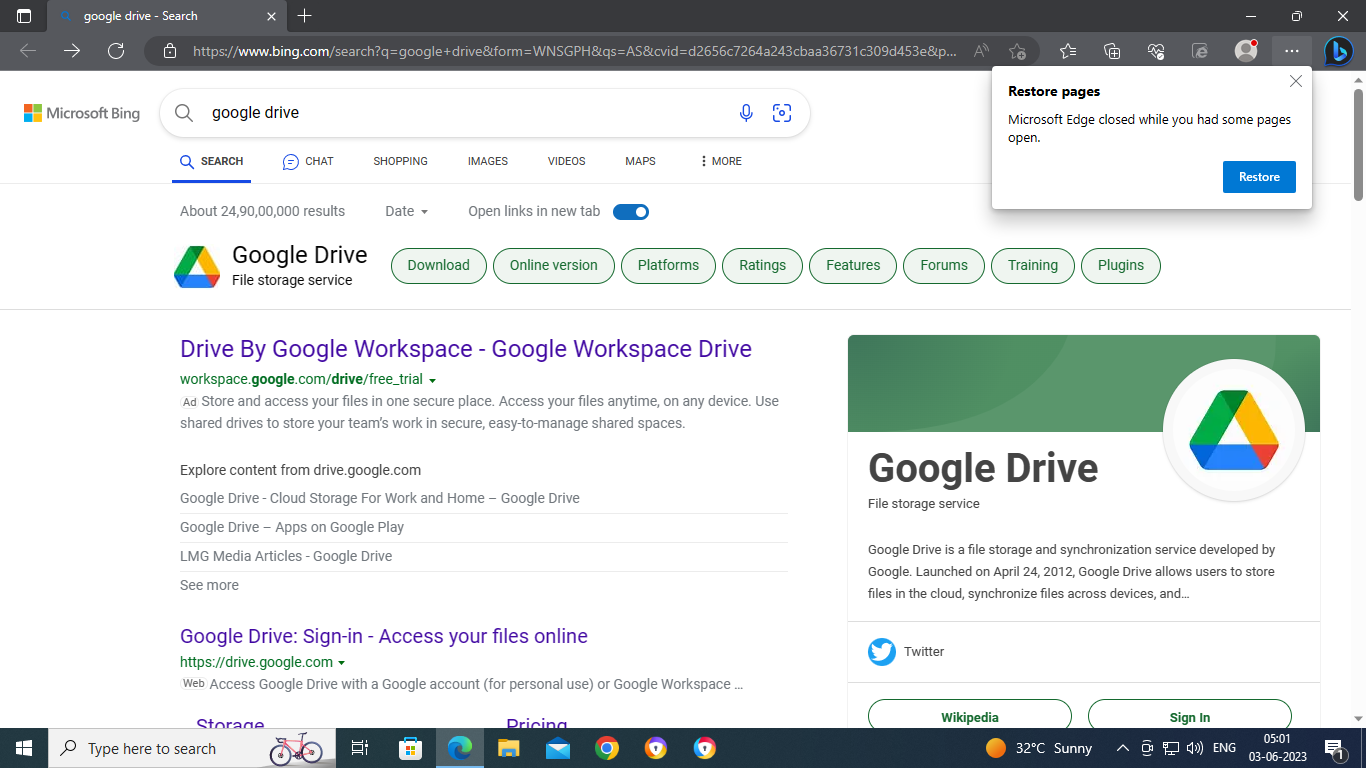 google drive - Search
https://www.bing.com/search?q=google+drive&form=WNSGPH&qs=AS&cvid=d2656c7264a243cbaa36731c309d453e&p...
Restore pages
Microsoft Edge closed while you had some pages
open.
Restore
Microsoft Bing
google drive
SEARCH CHAT SHOPPING IMAGES VIDEOS MAPS MORE
About 24,90,00,000 results Date Open links in new tab
Google Drive
File storage service
Download Online version Platforms Ratings Features Forums Training Plugins
Drive By Google Workspace - Google Workspace Drive
workspace.google.com/drive/free_trial
Ad Store and access your files in one secure place. Access your files anytime, on any device. Use
shared drives to store your team’s work in secure, easy-to-manage shared spaces.
Explore content from drive.google.com
Google Drive - Cloud Storage For Work and Home – Google Drive
Google Drive – Apps on Google Play
LMG Media Articles - Google Drive
See more
Google Drive: Sign-in - Access your files online
https://drive.google.com
Web Access Google Drive with a Google account (for personal use) or Google Workspace ...
Storage Pricing
Google Drive
File storage service
Google Drive is a file storage and synchronization service developed by
Google. Launched on April 24, 2012, Google Drive allows users to store
files in the cloud, synchronize files across devices, and...
Twitter
Wikipedia Sign In
Type here to search
32°C Sunny
ENG
05:01
03-06-2023
1